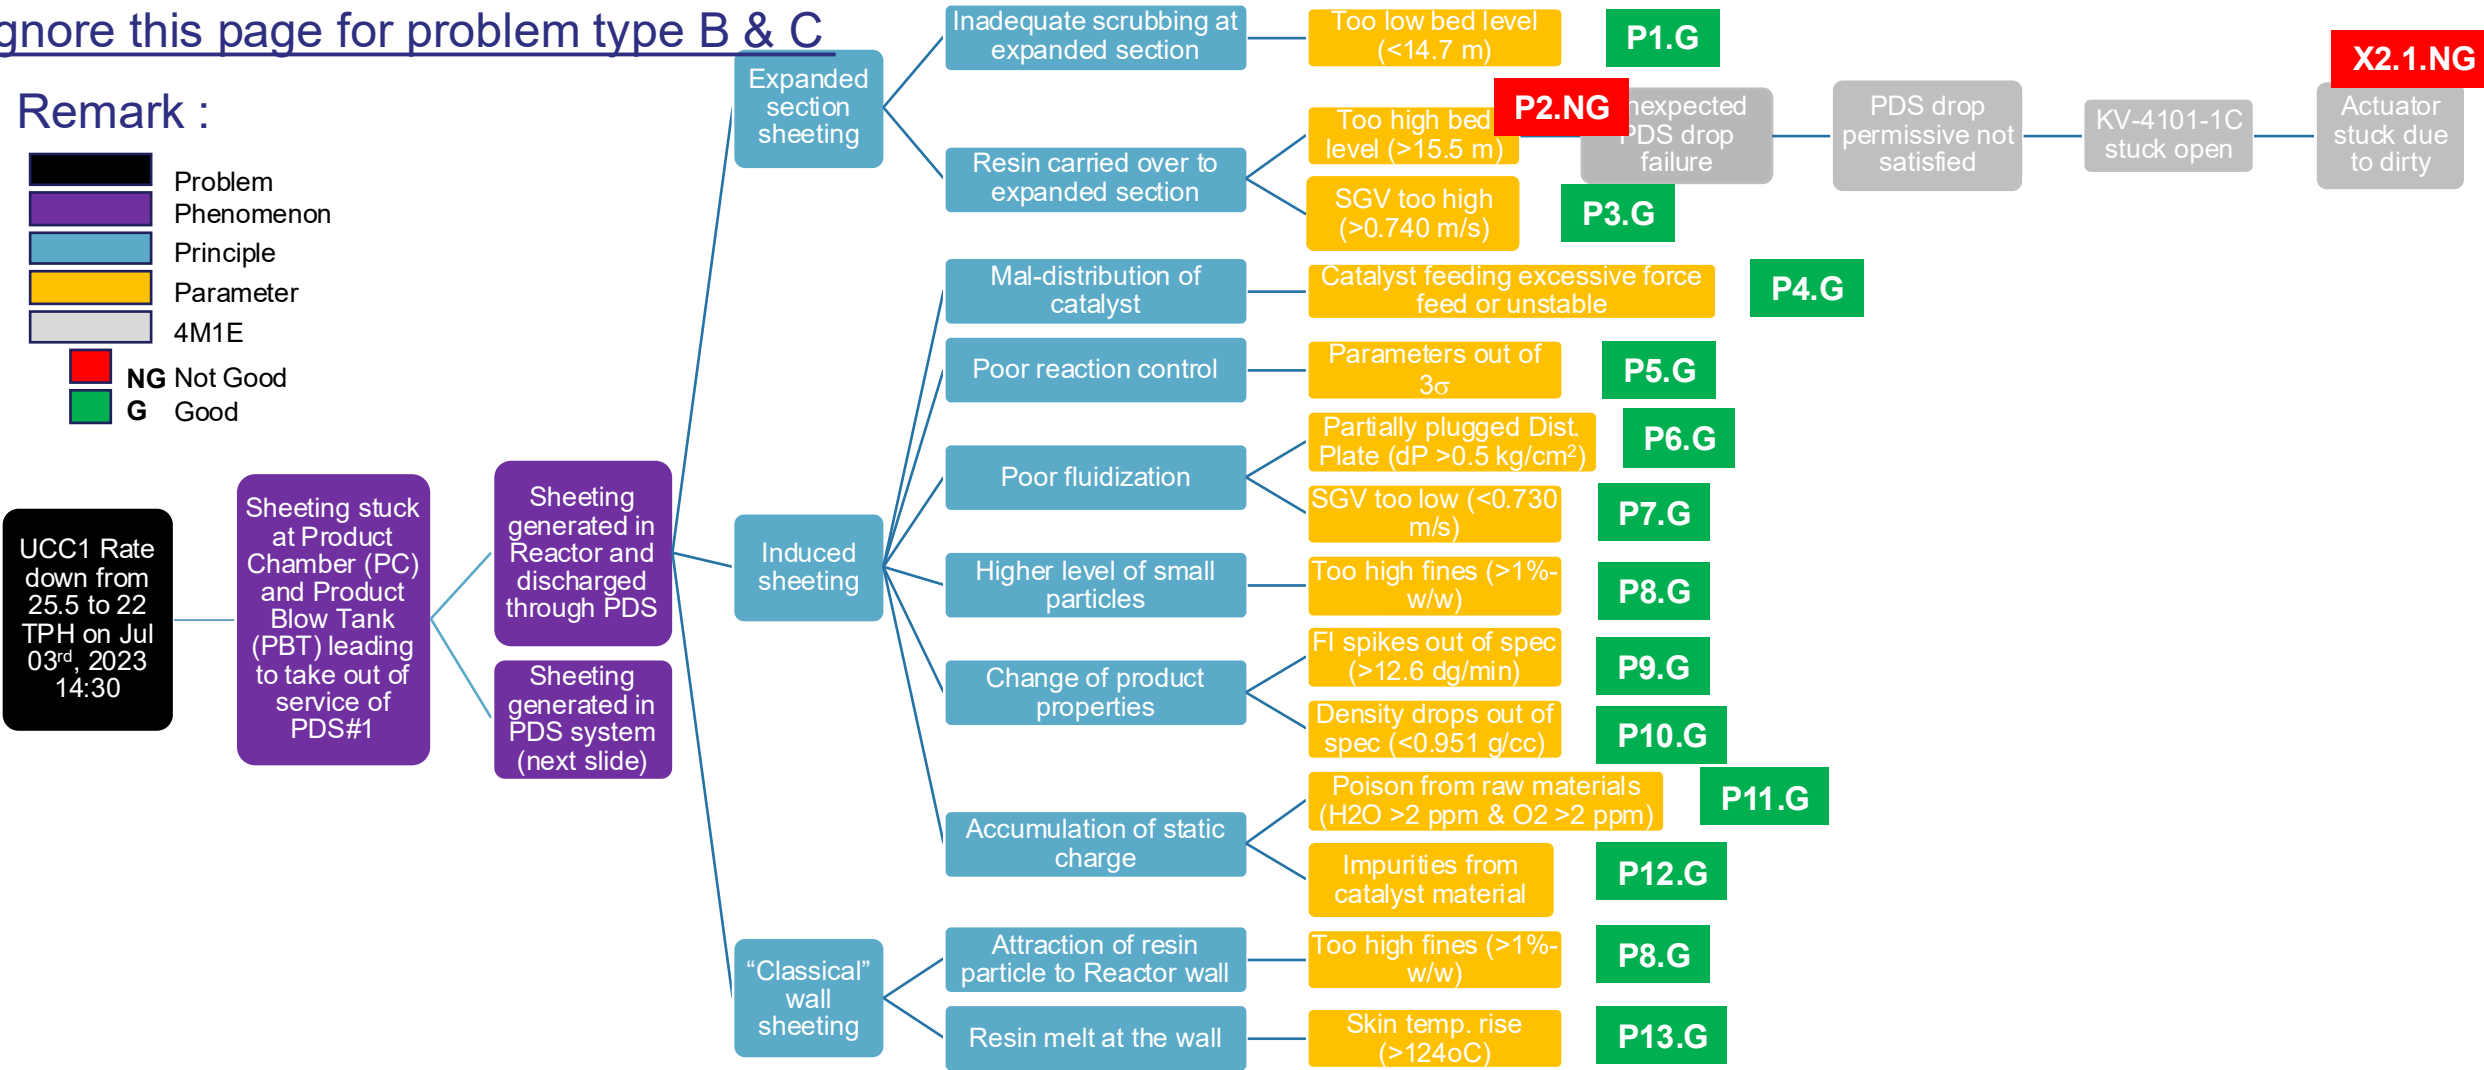 gnore this page for problem type B & C
Remark :
Problem
Phenomenon
Principle
Parameter
4M1E
NG Not Good
G Good
UCC1 Rate
down from
25.5 to 22
TPH on Jul
03rd, 2023
14:30
Sheeting stuck
at Product
Chamber (PC)
and Product
Blow Tank
(PBT) leading
to take out of
service of
PDS#1
Sheeting
generated in
Reactor and
discharged
through PDS
Sheeting
generated in
PDS system
(next slide)
Expanded
section
sheeting
Inadequate scrubbing at
expanded section
Too low bed level
(<14.7 m)
P1.G
Resin carried over to
expanded section
Too high bed
level (>15.5 m)
P2.NG
nexpected
PDS drop
failure
PDS drop
permissive not
satisfied
KV-4101-1C
stuck open
X2.1.NG
Actuator
stuck due
to dirty
SGV too high
(>0.740 m/s)
P3.G
Induced
sheeting
Mal-distribution of
catalyst
Catalyst feeding excessive force
feed or unstable
P4.G
Poor reaction control
Parameters out of
3σ
P5.G
Poor fluidization
Partially plugged Dist.
Plate (dP >0.5 kg/cm²)
P6.G
SGV too low (<0.730
m/s)
P7.G
Higher level of small
particles
Too high fines (>1%-
w/w)
P8.G
Change of product
properties
FI spikes out of spec
(>12.6 dg/min)
P9.G
Density drops out of
spec (<0.951 g/cc)
P10.G
Accumulation of static
charge
Poison from raw materials
(H2O >2 ppm & O2 >2 ppm)
P11.G
Impurities from
catalyst material
P12.G
“Classical”
wall
sheeting
Attraction of resin
particle to Reactor wall
Too high fines (>1%-
w/w)
P8.G
Resin melt at the wall
Skin temp. rise
(>124oC)
P13.G